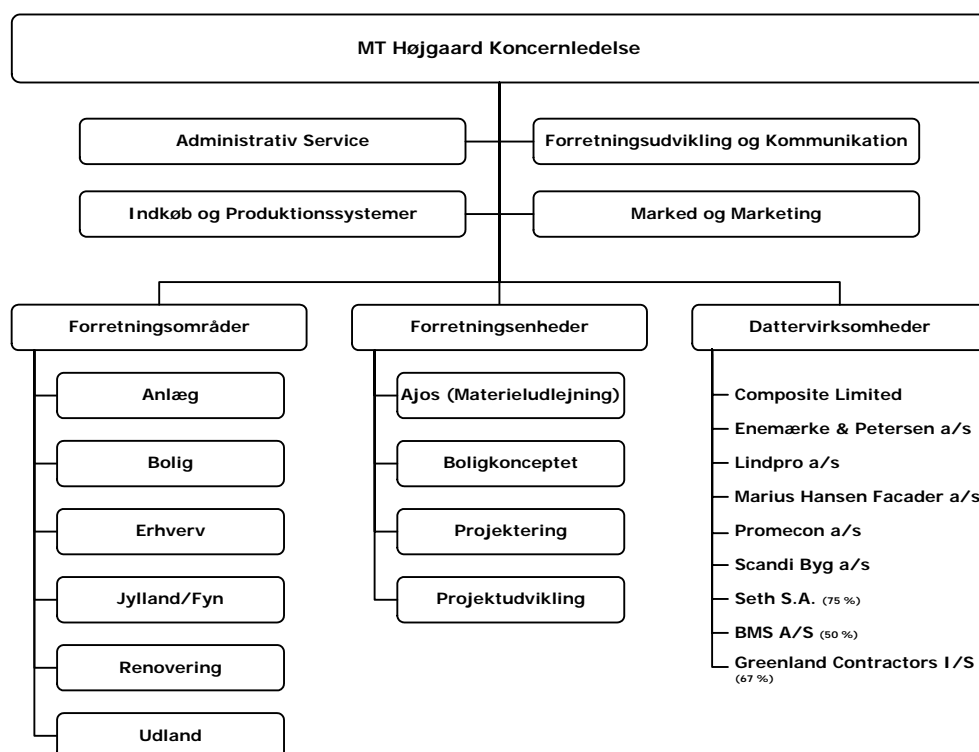 MT Højgaard Koncernledelse
Administrativ Service
Forretningsudvikling og Kommunikation
Indkøb og Produktionssystemer
Marked og Marketing
Forretningsområder
Anlæg
Bolig
Erhverv
Jylland/Fyn
Renovering
Udland
Forretningsenheder
Ajos (Materieludlejning)
Boligkonceptet
Projektering
Projektudvikling
Dattervirksomheder
Composite Limited
Enemærke & Petersen a/s
Lindpro a/s
Marius Hansen Facader a/s
Promecon a/s
Scandi Byg a/s
Seth S.A. (75 %)
BMS A/S (50 %)
Greenland Contractors I/S
(67 %)